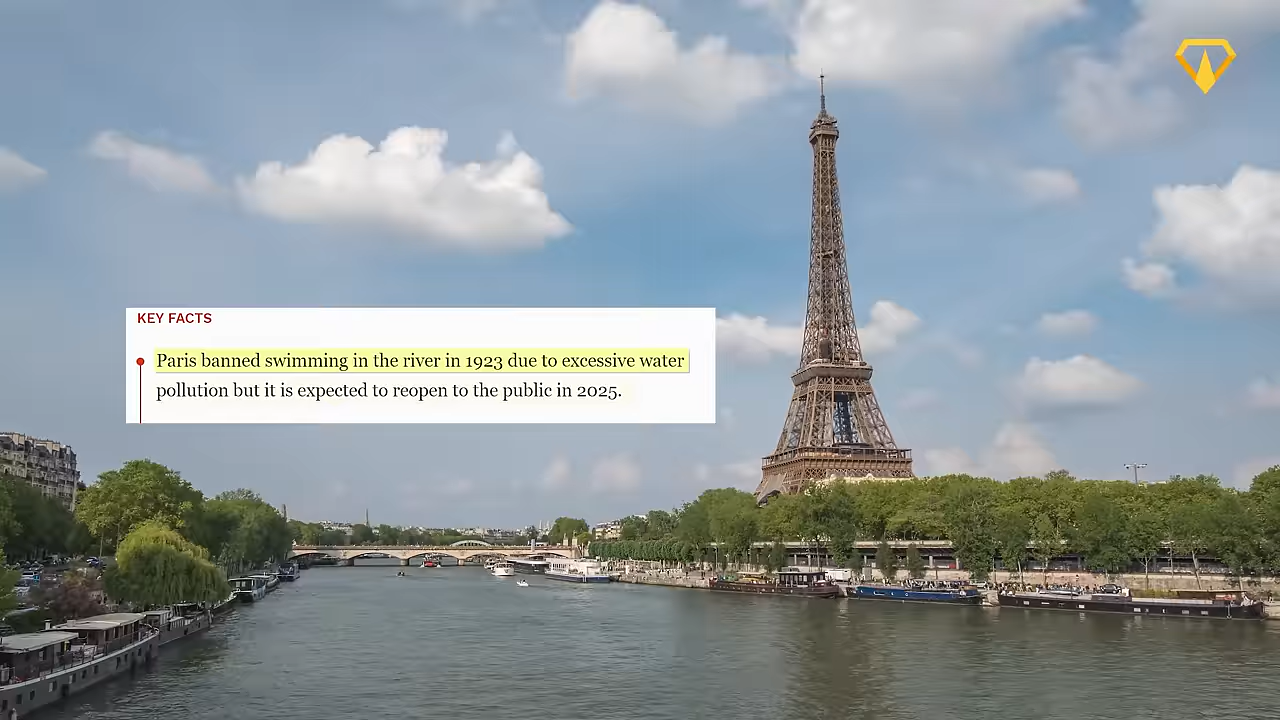 KEY FACTS
Paris banned swimming in the river in 1923 due to excessive water
pollution but it is expected to reopen to the public in 2025.